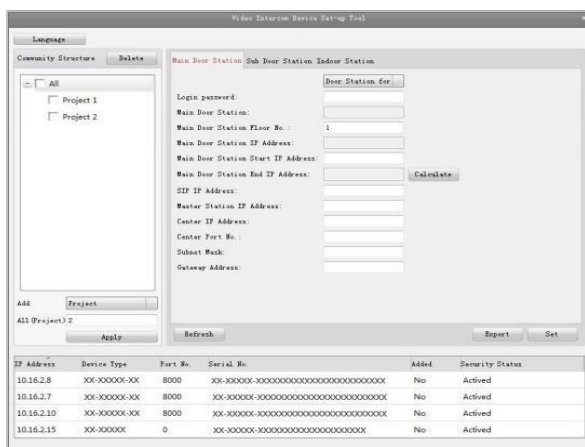 Video Intercom Device Set-up Tool
Language
Community Structure Delete
All
Project 1
Project 2
Add Project
All(Project) 2
Apply
Main Door Station Sub Door Station Indoor Station
Door Station for
Login password:
Main Door Station:
Main Door Station Floor No.: 1
Main Door Station IP Address:
Main Door Station Start IP Address:
Main Door Station End IP Address: Calculate
SIP IP Address:
Master Station IP Address:
Center IP Address:
Center Port No.:
Subnet Mask:
Gateway Address:
Refresh Export Set
IP Address Device Type Port No. Serial No. Added Security Status
10.16.2.8 XX-XXXXX-XX 8000 XX-XXXXX-XXXXXXXXXXXXXXXXXXXXXXXX No Actived
10.16.2.7 XX-XXXXX-XX 8000 XX-XXXXX-XXXXXXXXXXXXXXXXXXXXXXXX No Actived
10.16.2.10 XX-XXXXX-XX 8000 XX-XXXXX-XXXXXXXXXXXXXXXXXXXXXXXX No Actived
10.16.2.15 XX-XXXXX 0 XX-XXXXX-XXXXXXXXXXXXXXXXXXXX No Actived